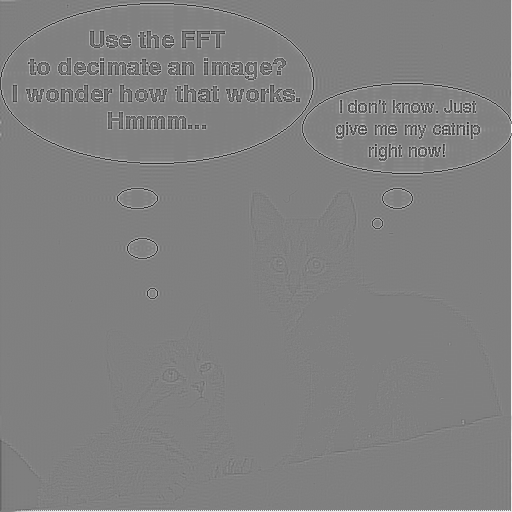 Use the FFT
to decimate an image?
I wonder how that works.
Hmmm...
I don't know. Just
give me my catnip
right now!